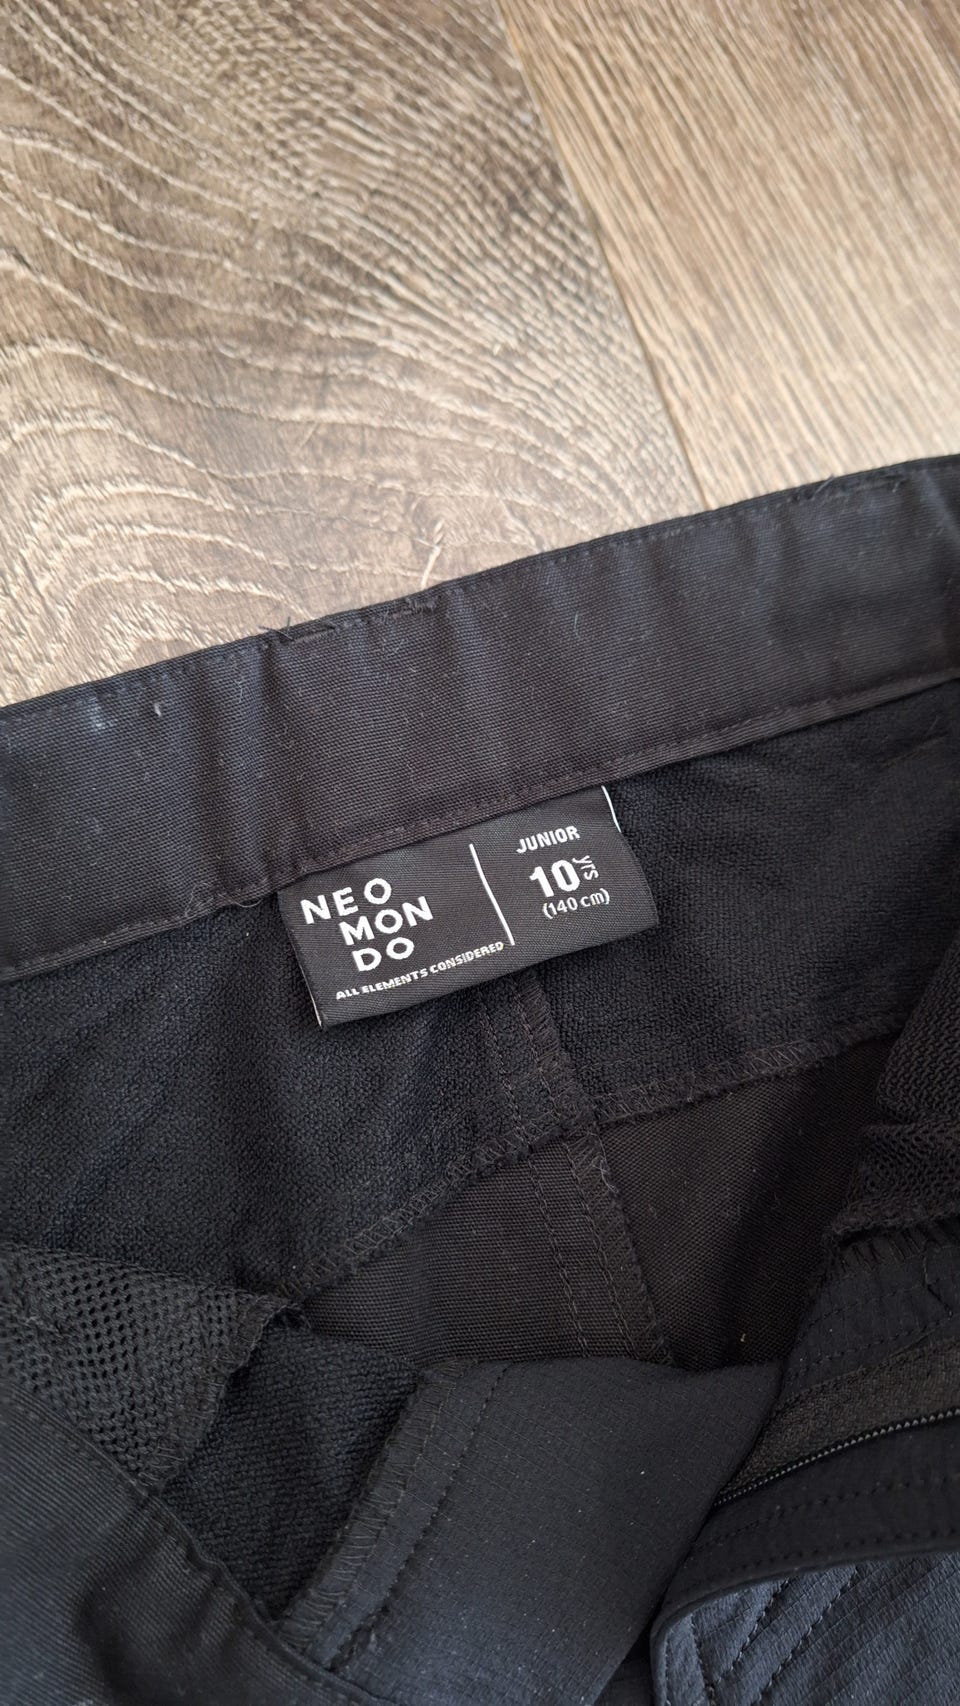 NEO
MON
DO
ALL ELEMENTS CONSIDERED
JUNIOR
10 yrs
(140 cm)